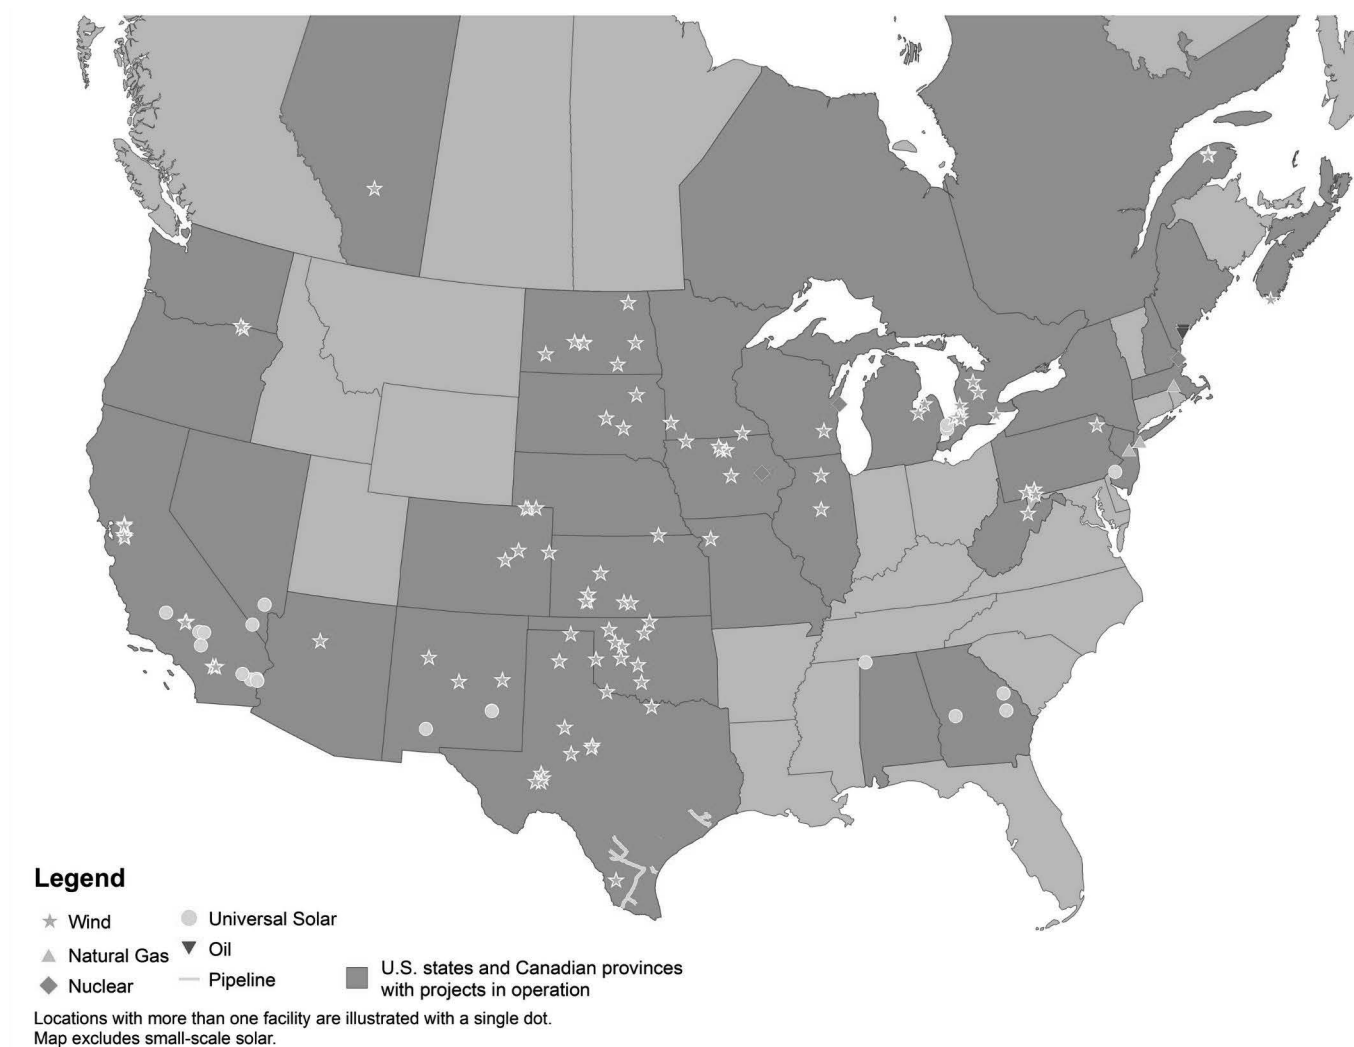 Legend
Wind
Universal Solar
Natural Gas
Oil
Nuclear
Pipeline
U.S. states and Canadian provinces
with projects in operation
Locations with more than one facility are illustrated with a single dot.
Map excludes small-scale solar.